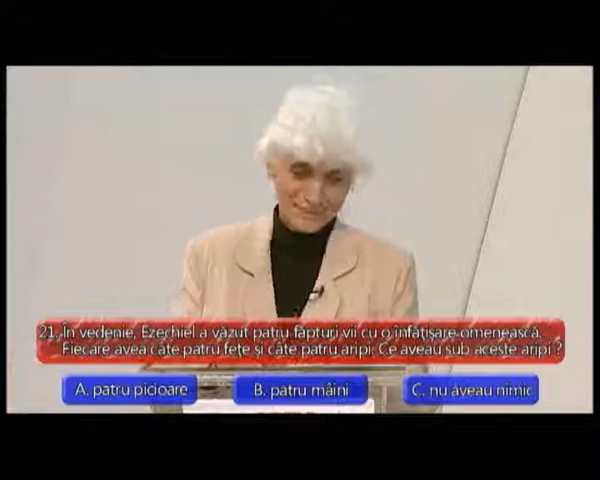 21. În vedenie, Ezechiel a văzut patru făpturi vii cu o înfățișare omenească.
Fiecare avea câte patru fețe și câte patru aripi. Ce aveau sub aceste aripi ?
A. patru picioare
B. patru mâini
C. nu aveau nimic